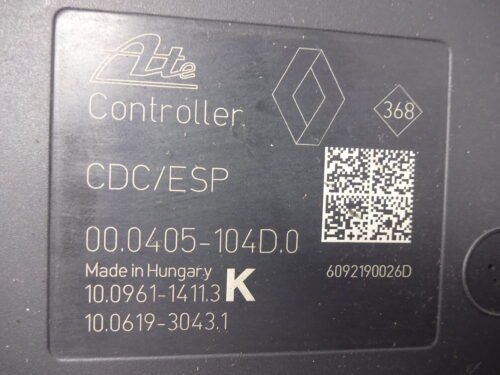 Ate
Controller
368
CDC/ESP
00.0405-104D.0
Made in Hungary
10.0961-1411.3 K
10.0619-3043.1
6092190026D